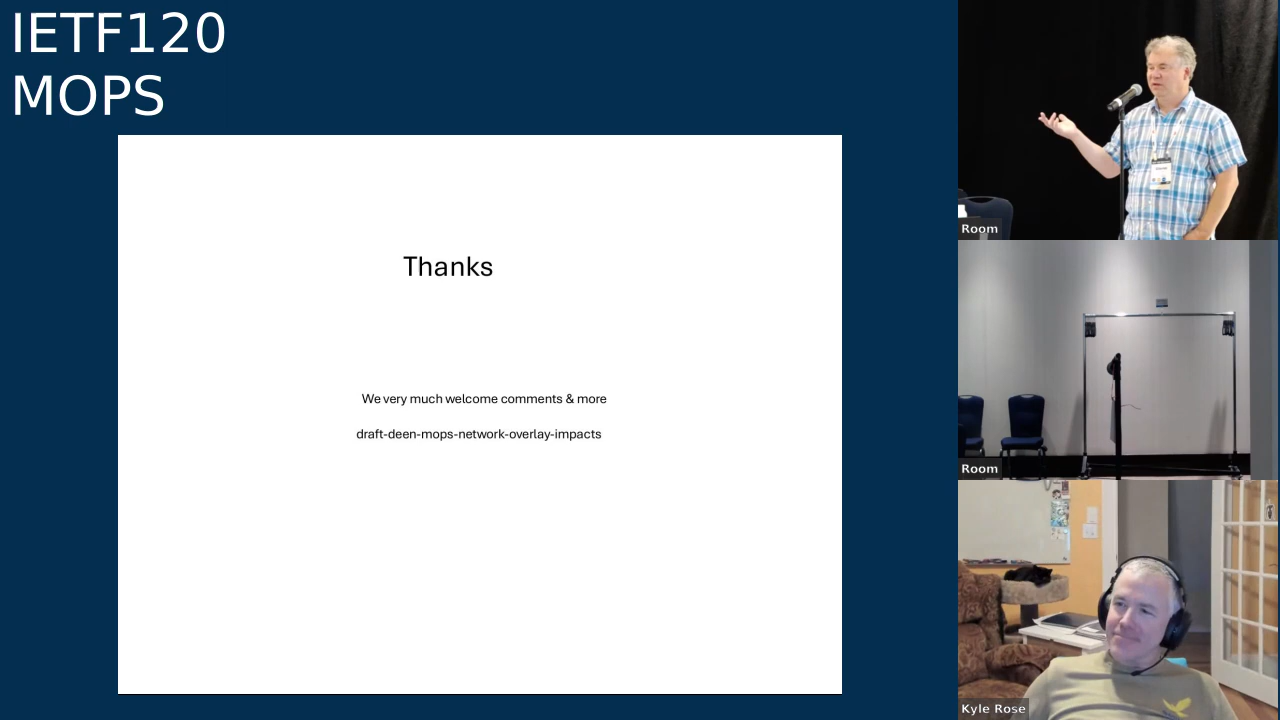 IETF120
MOPS
Thanks
We very much welcome comments & more
draft-deen-mops-network-overlay-impacts
Room
Room
Kyle Rose